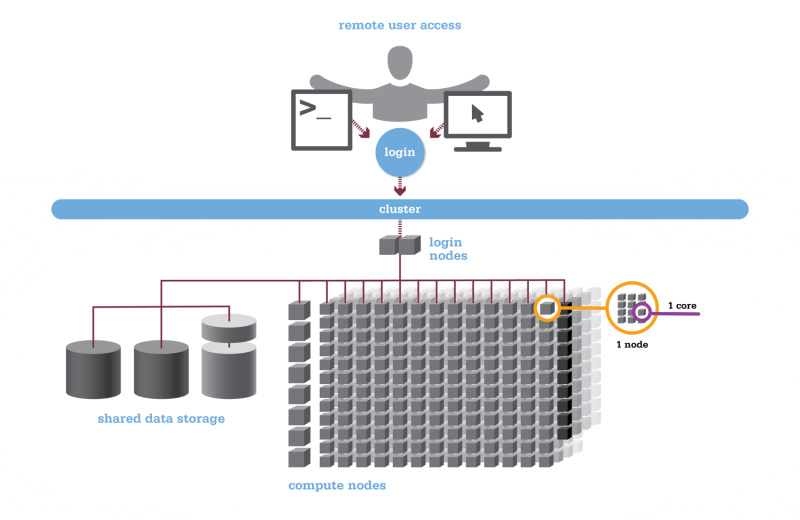 remote user access
>_
login
cluster
login
nodes
1 core
1 node
shared data storage
compute nodes